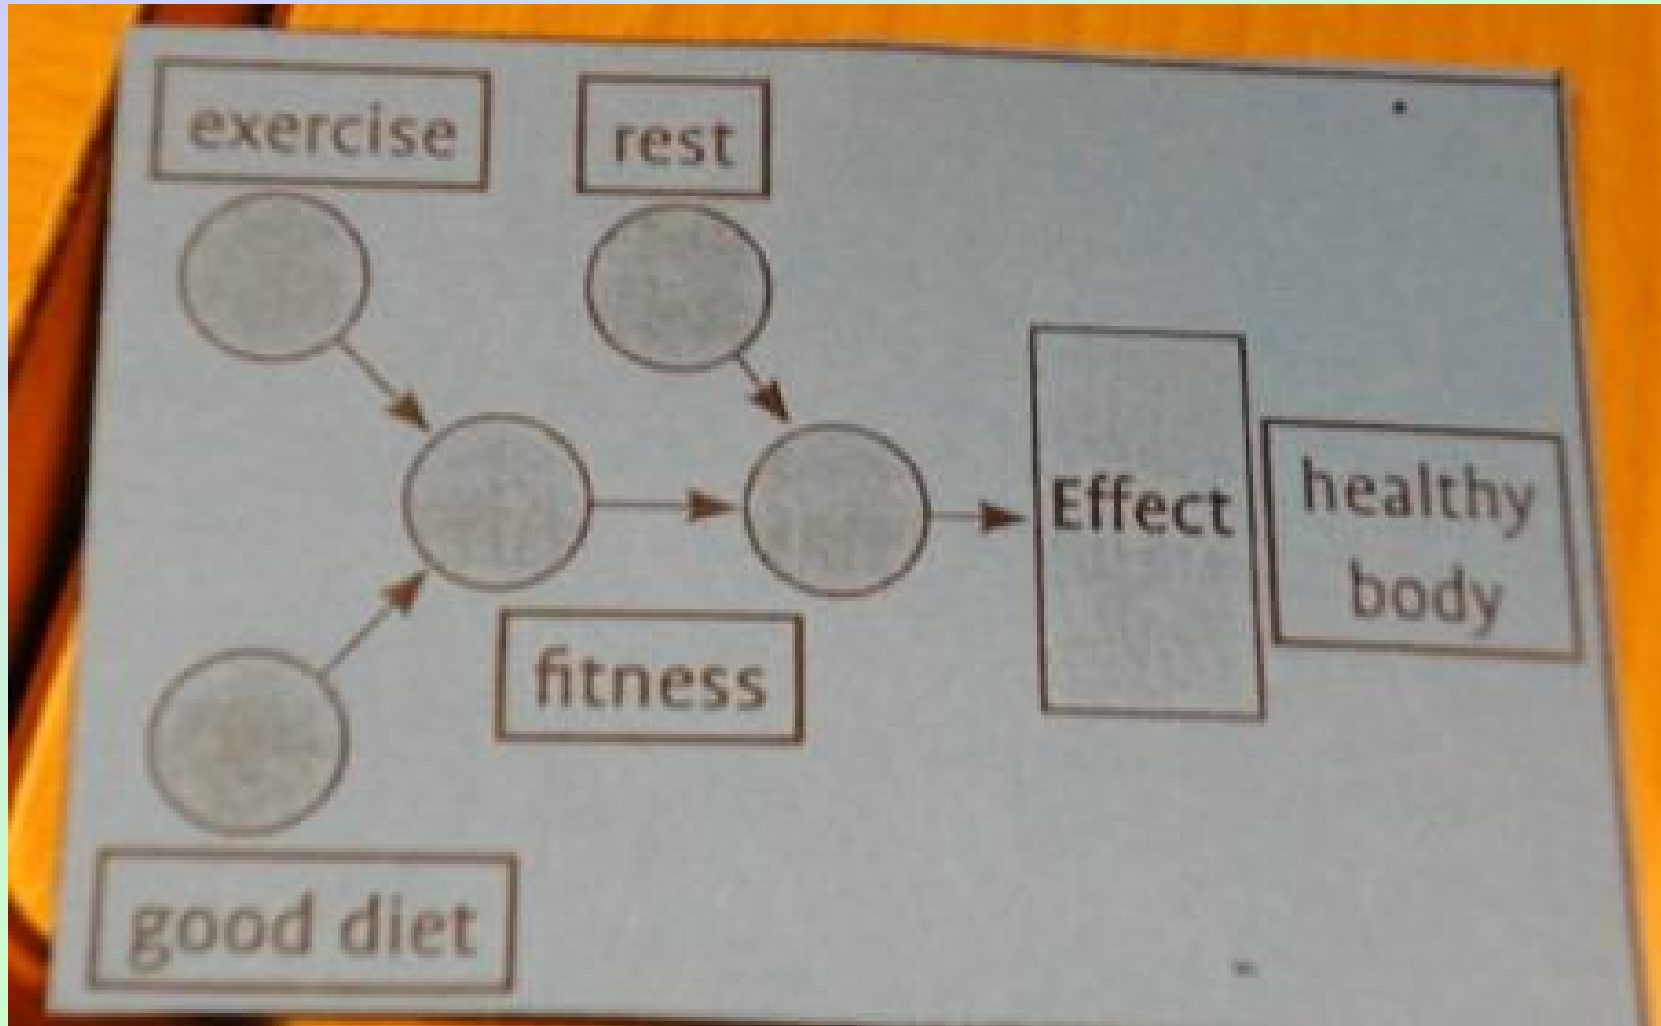 exercise
rest
Effect
healthy
body
fitness
good diet